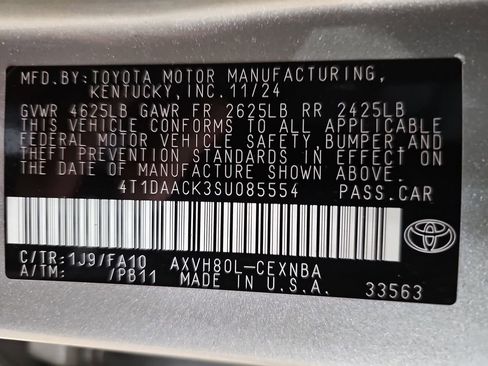 MFD.BY: TOYOTA MOTOR MANUFACTURING,
KENTUCKY, INC. 11/24
GVWR 4625LB GAWR FR 2625LB RR 2425LB
THIS VEHICLE CONFORMS TO ALL APPLICABLE
FEDERAL MOTOR VEHICLE SAFETY, BUMPER, AND
THEFT PREVENTION STANDARDS IN EFFECT ON
THE DATE OF MANUFACTURE SHOWN ABOVE.
4T1DAACK3SU085554 PASS.CAR
C/TR:1J9/FA10 AXVH80L-CEXNBA
A/TM: /PB11 MADE IN U.S.A. 33563